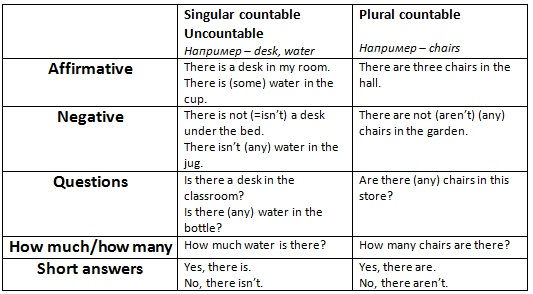 Singular countable
Uncountable
Например – desk, water
Plural countable
Например – chairs
Affirmative
There is a desk in my room.
There is (some) water in the
cup.
There are three chairs in the
hall.
Negative
There is not (=isn’t) a desk
under the bed.
There isn’t (any) water in the
jug.
There are not (aren’t) (any)
chairs in the garden.
Questions
Is there a desk in the
classroom?
Is there (any) water in the
bottle?
Are there (any) chairs in this
store?
How much/how many
How much water is there?
How many chairs are there?
Short answers
Yes, there is.
No, there isn’t.
Yes, there are.
No, there aren’t.